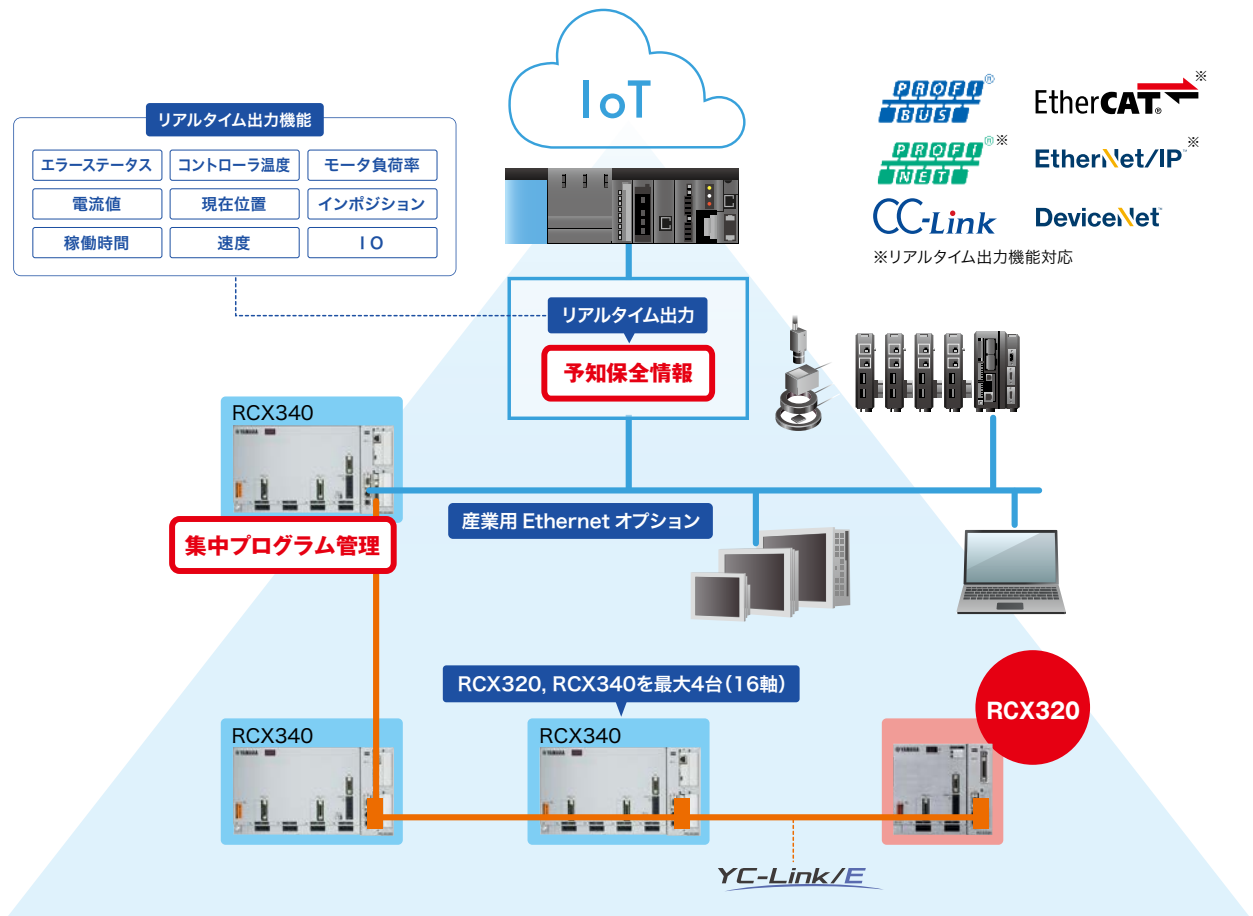 IoT
リアルタイム出力機能
エラーステータス
コントローラ温度
モータ負荷率
電流値
現在位置
インポジション
稼働時間
速度
IO
PROFI BUS®
EtherCAT®※
PROFI NET®※
EtherNet/IP™※
CC-Link
DeviceNet™
※リアルタイム出力機能対応
リアルタイム出力
予知保全情報
RCX340
YAMAHA
集中プログラム管理
産業用 Ethernet オプション
RCX320, RCX340を最大4台（16軸）
RCX320
RCX340
YAMAHA
RCX340
YAMAHA
YAMAHA
YC-Link/E